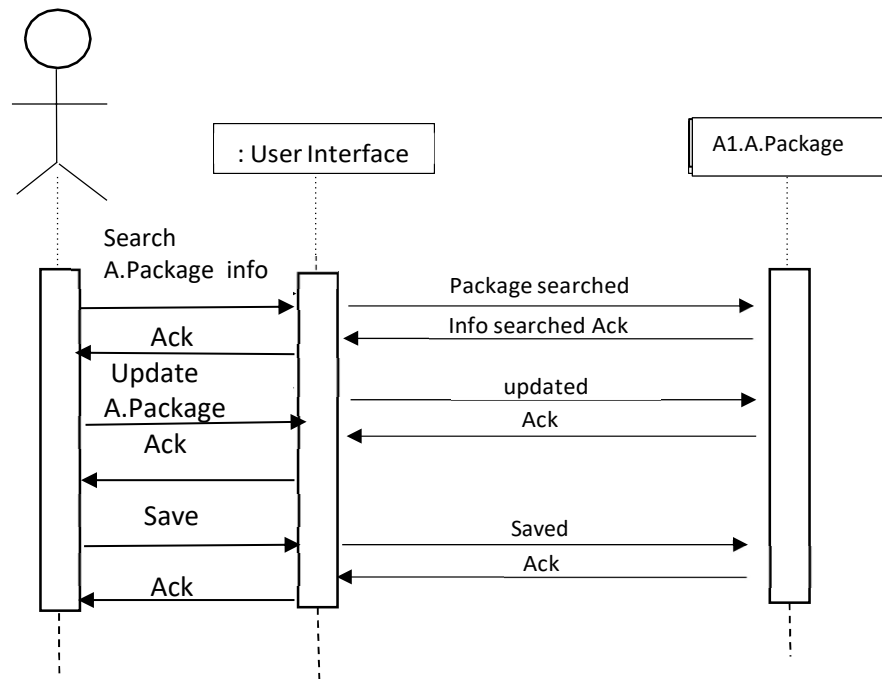 : User Interface
A1.A.Package
Search
A.Package info
Package searched
Info searched Ack
Ack
Update
A.Package
updated
Ack
Ack
Save
Saved
Ack
Ack